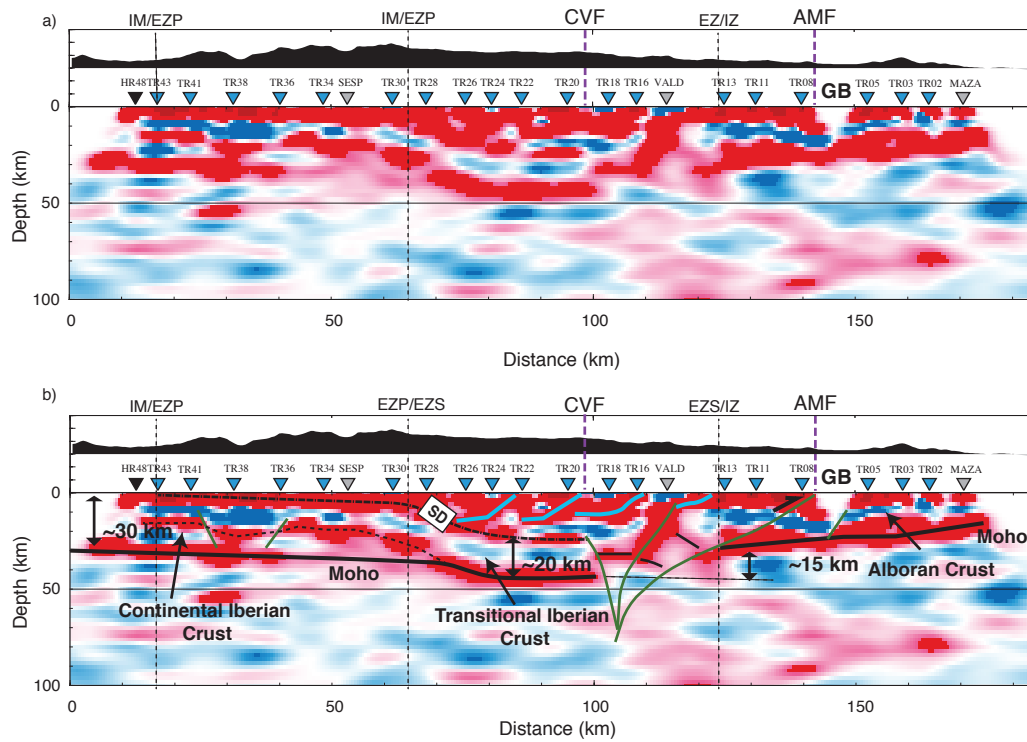 a)
IM/EZP
IM/EZP
CVF
EZ/IZ
AMF
HR48 TR43 TR41 TR38 TR36 TR34 SESP TR30 TR28 TR26 TR24 TR22 TR20 TR18 TR16 VALD TR13 TR11 TR08 GB TR05 TR03 TR02 MAZA
Depth (km)
0
50
100
0 50 100 150
Distance (km)
b)
IM/EZP
EZP/EZS
CVF
EZS/IZ
AMF
HR48 TR43 TR41 TR38 TR36 TR34 SESP TR30 TR28 TR26 TR24 TR22 TR20 TR18 TR16 VALD TR13 TR11 TR08 GB TR05 TR03 TR02 MAZA
Depth (km)
0
50
100
SD
~30 km
~20 km
~15 km
Moho
Moho
Continental Iberian
Crust
Transitional Iberian
Crust
Alboran Crust
0 50 100 150
Distance (km)